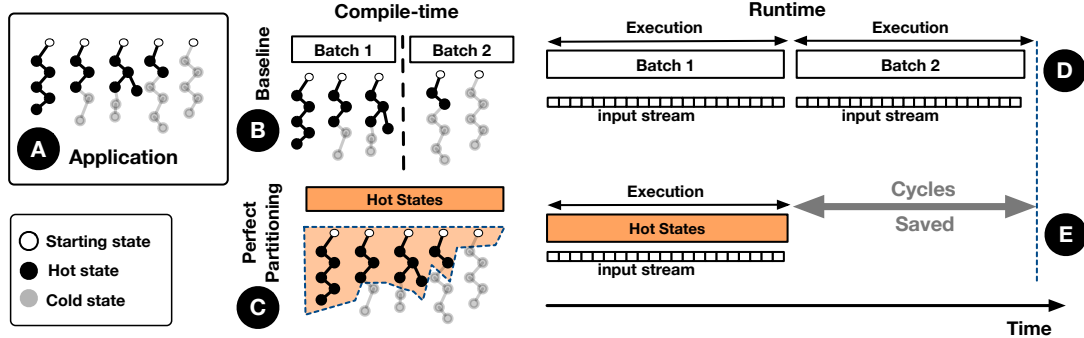 Compile-time
Runtime
A
Application
Starting state
Hot state
Cold state
Baseline
B
Batch 1
Batch 2
Perfect
Partitioning
C
Hot States
Execution
Execution
Batch 1
Batch 2
D
input stream
input stream
Execution
Cycles
Saved
Hot States
E
input stream
Time